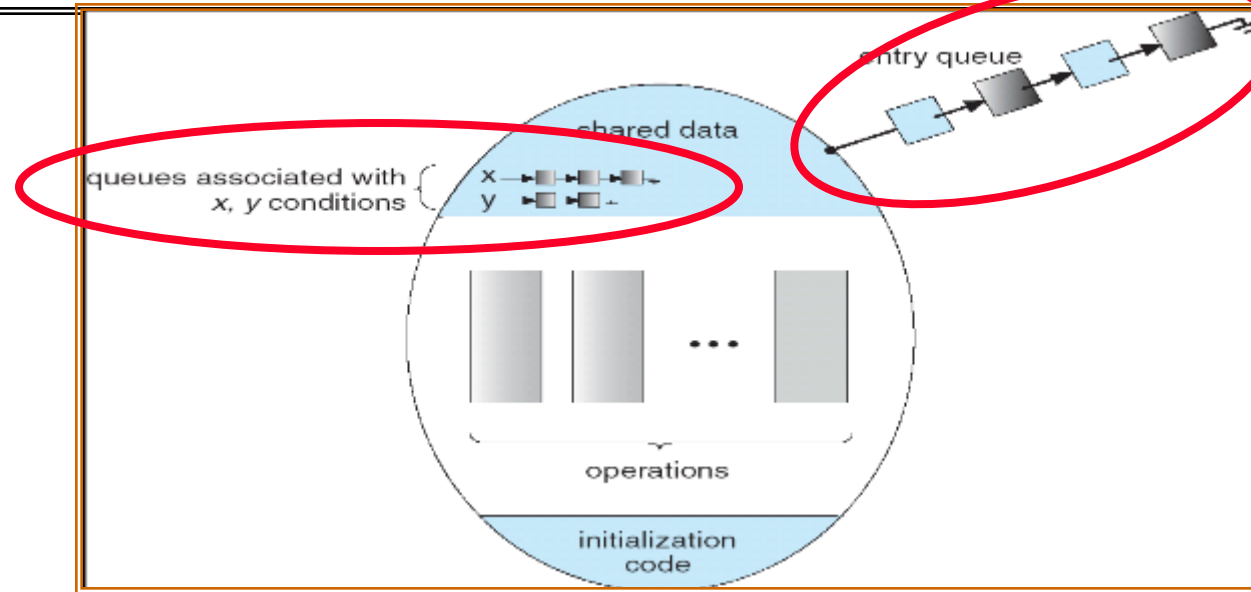 entry queue
shared data
queues associated with
x, y conditions
x
y
operations
initialization
code